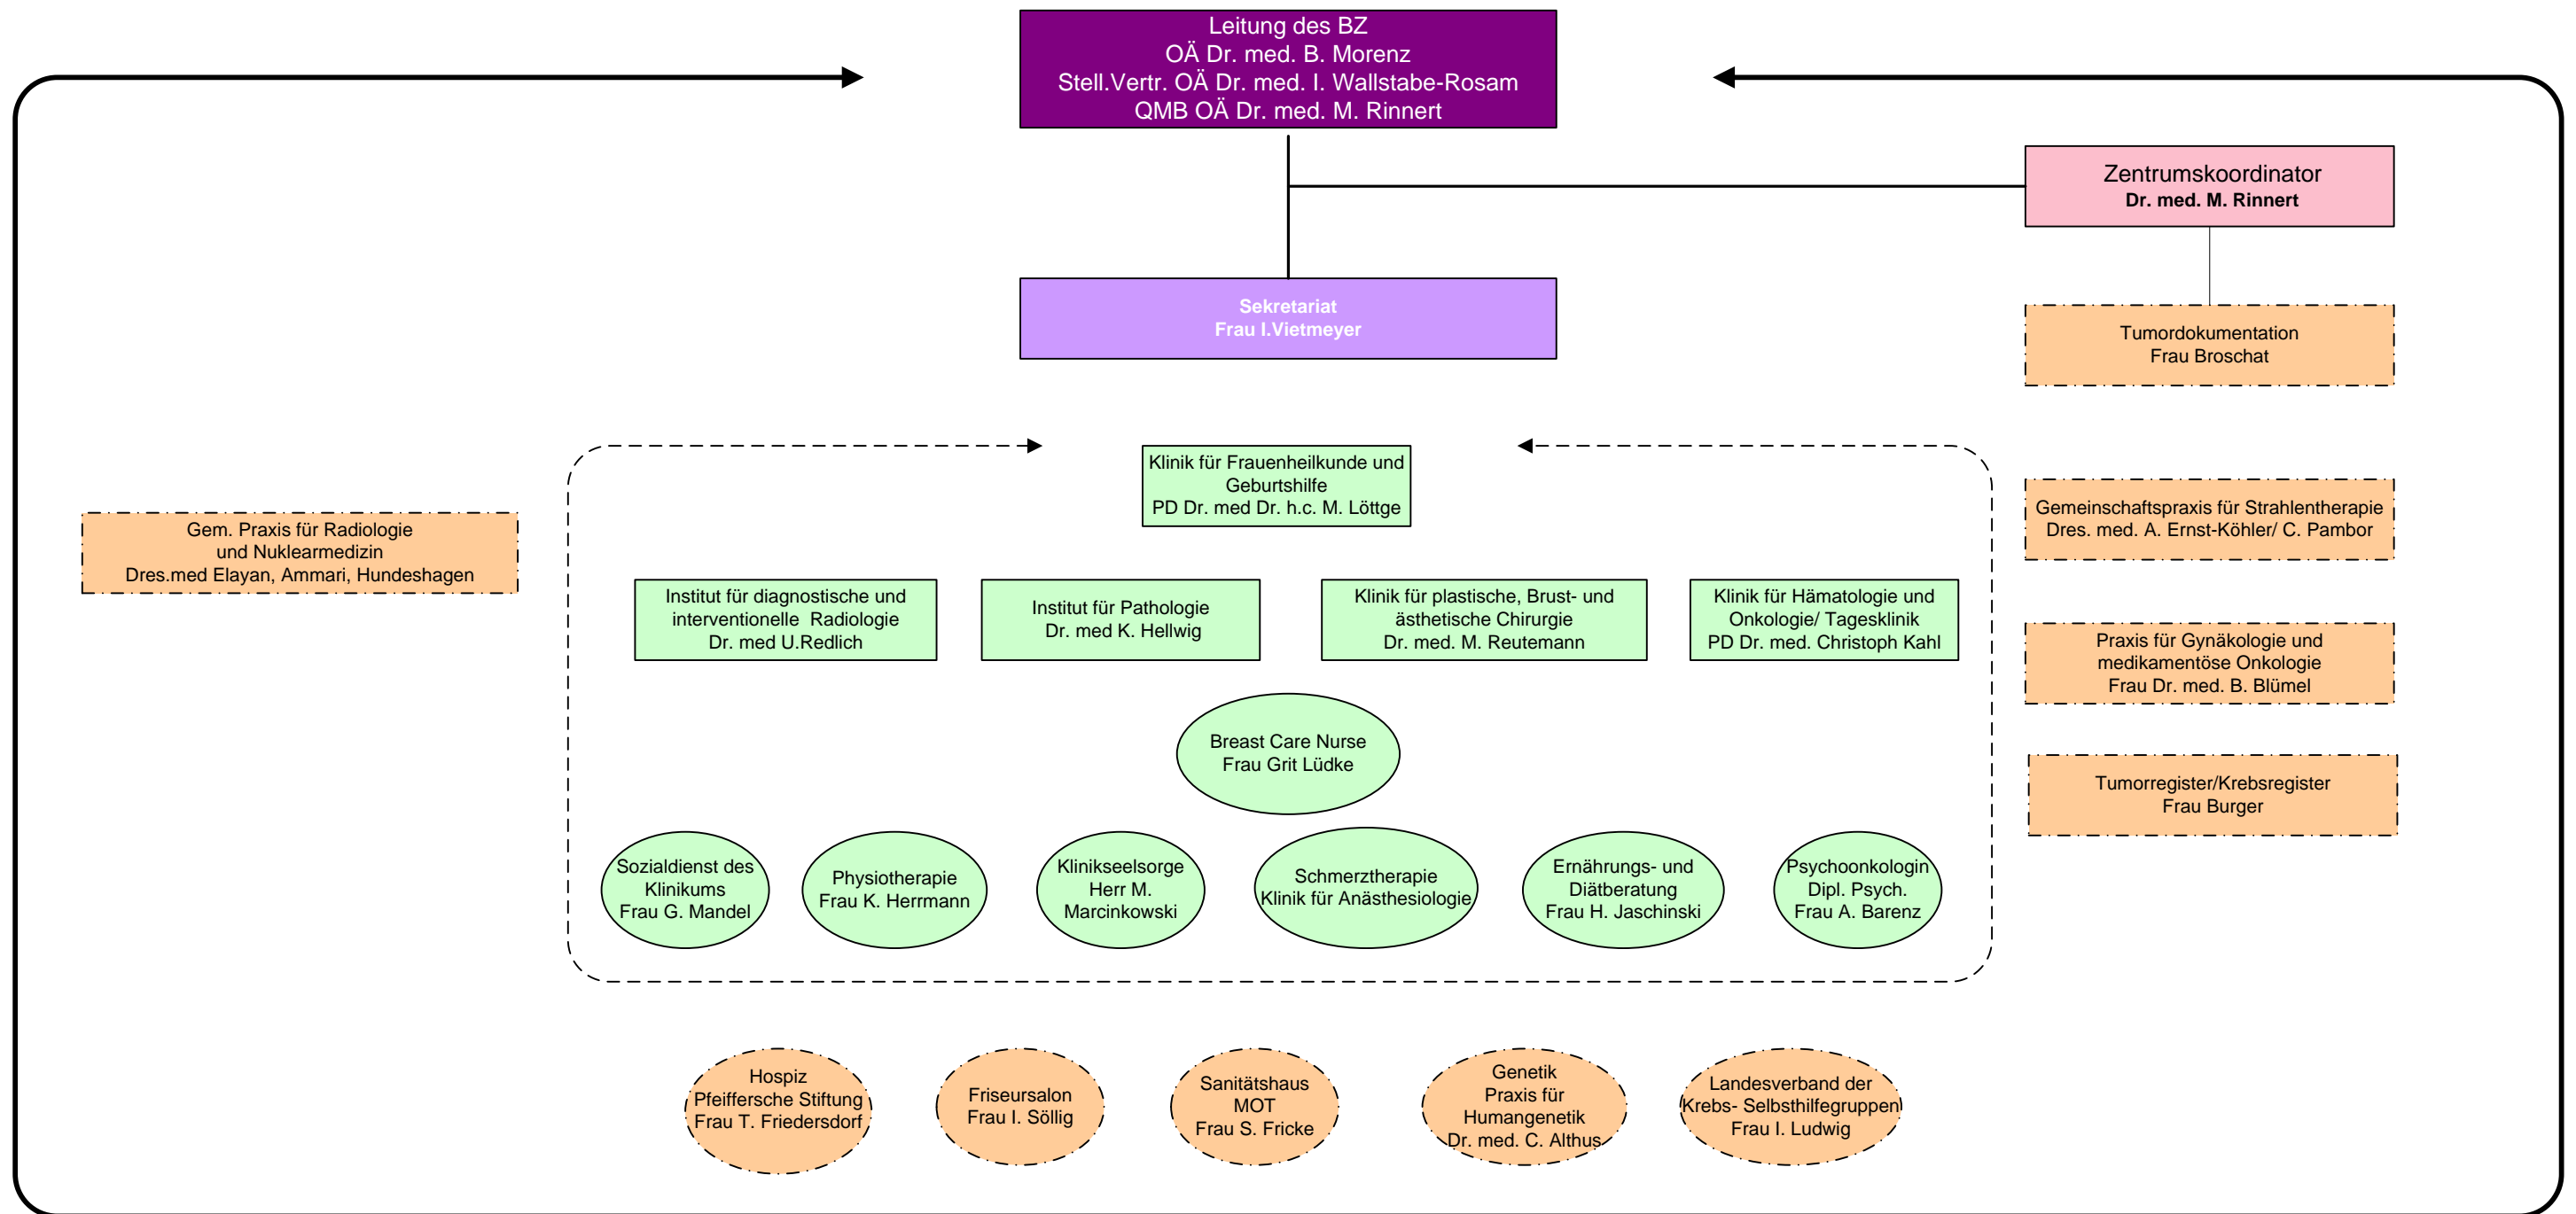 Leitung des BZ
OÄ Dr. med. B. Morenz
Stell.Vertr. OÄ Dr. med. I. Wallstabe-Rosam
QMB OÄ Dr. med. M. Rinnert
Zentrumskoordinator
Dr. med. M. Rinnert
Sekretariat
Frau I.Vietmeyer
Tumordokumentation
Frau Broschat
Klinik für Frauenheilkunde und
Geburtshilfe
PD Dr. med Dr. h.c. M. Löttge
Gem. Praxis für Radiologie
und Nuklearmedizin
Dres.med Elayan, Ammari, Hundeshagen
Gemeinschaftspraxis für Strahlentherapie
Dres. med. A. Ernst-Köhler/ C. Pambor
Institut für diagnostische und
interventionelle  Radiologie
Dr. med U.Redlich
Institut für Pathologie
Dr. med K. Hellwig
Klinik für plastische, Brust- und
ästhetische Chirurgie
Dr. med. M. Reutemann
Klinik für Hämatologie und
Onkologie/ Tagesklinik
PD Dr. med. Christoph Kahl
Praxis für Gynäkologie und
medikamentöse Onkologie
Frau Dr. med. B. Blümel
Breast Care Nurse
Frau Grit Lüdke
Tumorregister/Krebsregister
Frau Burger
Sozialdienst des
Klinikums
Frau G. Mandel
Physiotherapie
Frau K. Herrmann
Klinikseelsorge
Herr M.
Marcinkowski
Schmerztherapie
Klinik für Anästhesiologie
Ernährungs- und
Diätberatung
Frau H. Jaschinski
Psychoonkologin
Dipl. Psych.
Frau A. Barenz
Hospiz
Pfeiffersche Stiftung
Frau T. Friedersdorf
Friseursalon
Frau I. Söllig
Sanitätshaus
MOT
Frau S. Fricke
Genetik
Praxis für
Humangenetik
Dr. med. C. Althus
Landesverband der
Krebs- Selbsthilfegruppen
Frau I. Ludwig